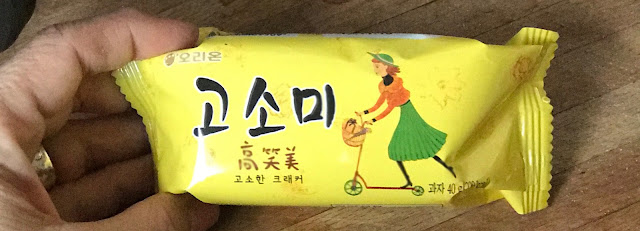 오리온
고소미
高笑美
고소한 크래커
과자 40 g